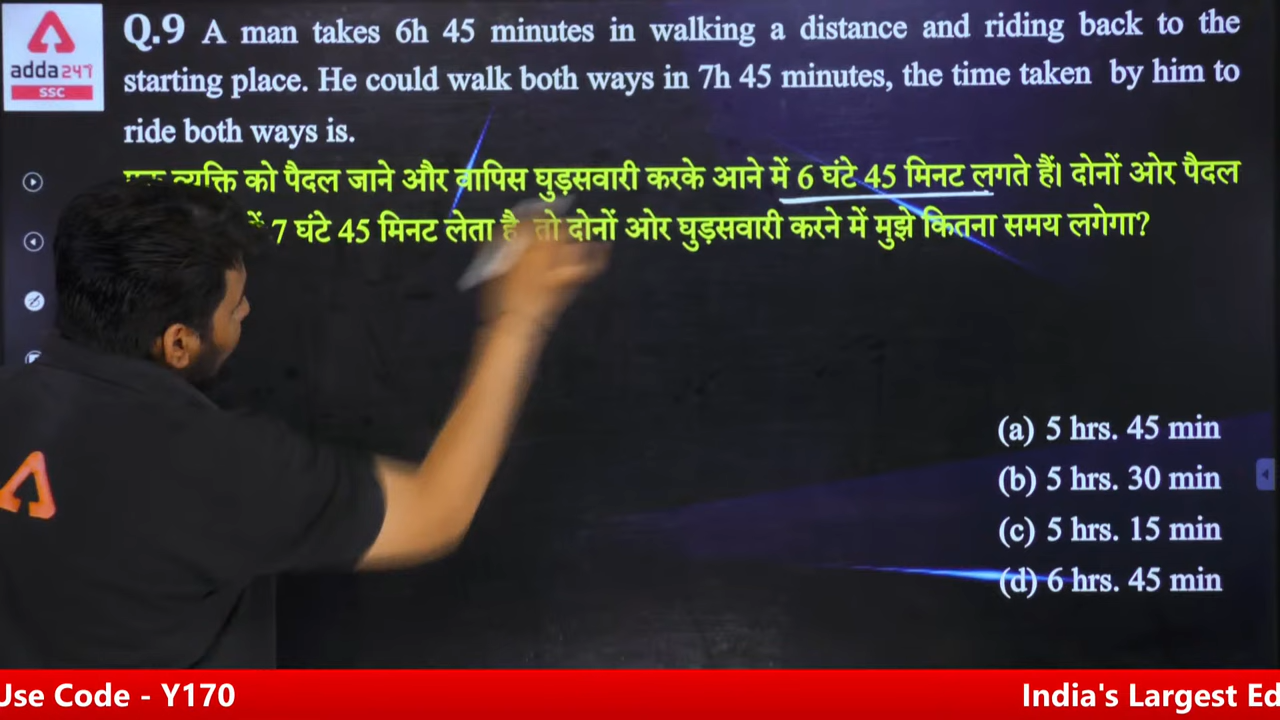 adda247
SSC
Q.9 A man takes 6h 45 minutes in walking a distance and riding back to the
starting place. He could walk both ways in 7h 45 minutes, the time taken by him to
ride both ways is.
व्यक्ति को पैदल जाने और वापिस घुड़सवारी करके आने में 6 घंटे 45 मिनट लगते हैं। दोनों ओर पैदल
7 घंटे 45 मिनट लेता है तो दोनों ओर घुड़सवारी करने में मुझे कितना समय लगेगा?
(a) 5 hrs. 45 min
(b) 5 hrs. 30 min
(c) 5 hrs. 15 min
(d) 6 hrs. 45 min
Use Code - Y170
India's Largest Ed